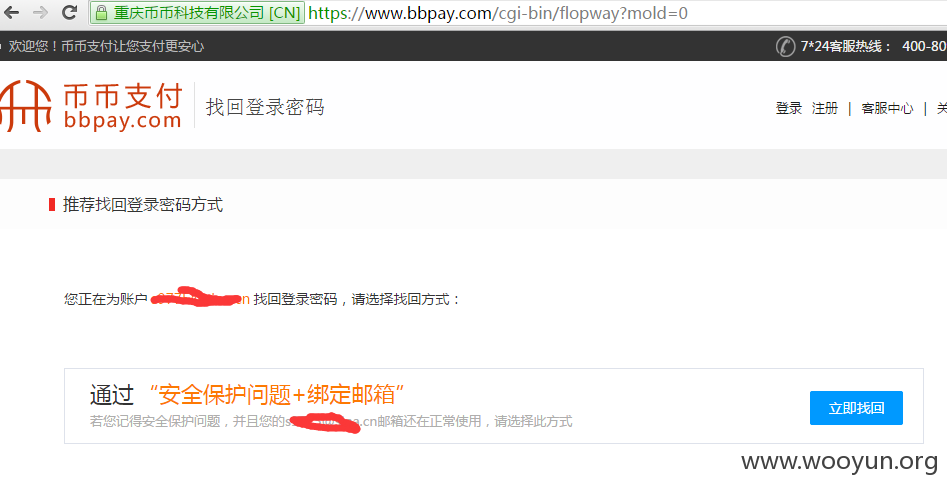 重庆币币科技有限公司 [CN] https://www.bbpay.com/cgi-bin/flopway?mold=0
欢迎您！币币支付让您支付更安心
7*24客服热线： 400-80
币币支付
bbpay.com
找回登录密码
登录 注册 | 客服中心 | 关
推荐找回登录密码方式
您正在为账户 找回登录密码，请选择找回方式：
通过 “安全保护问题+绑定邮箱”
若您记得安全保护问题，并且您的s .cn邮箱还在正常使用，请选择此方式
立即找回
www.wooyun.org